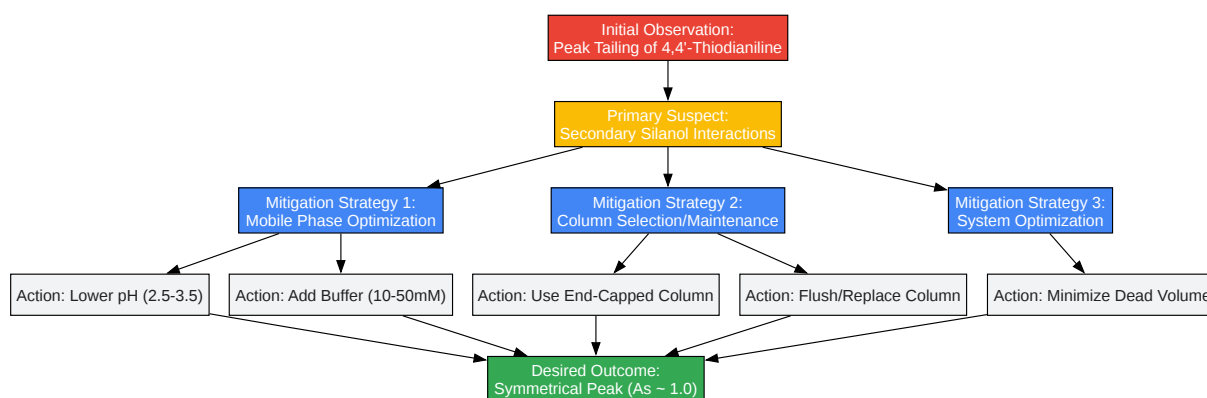 Initial Observation:
Peak Tailing of 4,4'-Thiodianiline
Primary Suspect:
Secondary Silanol Interactions
Mitigation Strategy 1:
Mobile Phase Optimization
Mitigation Strategy 2:
Column Selection/Maintenance
Mitigation Strategy 3:
System Optimization
Action: Lower pH (2.5-3.5)
Action: Add Buffer (10-50mM)
Action: Use End-Capped Column
Action: Flush/Replace Column
Action: Minimize Dead Volume
Desired Outcome:
Symmetrical Peak (As ~ 1.0)